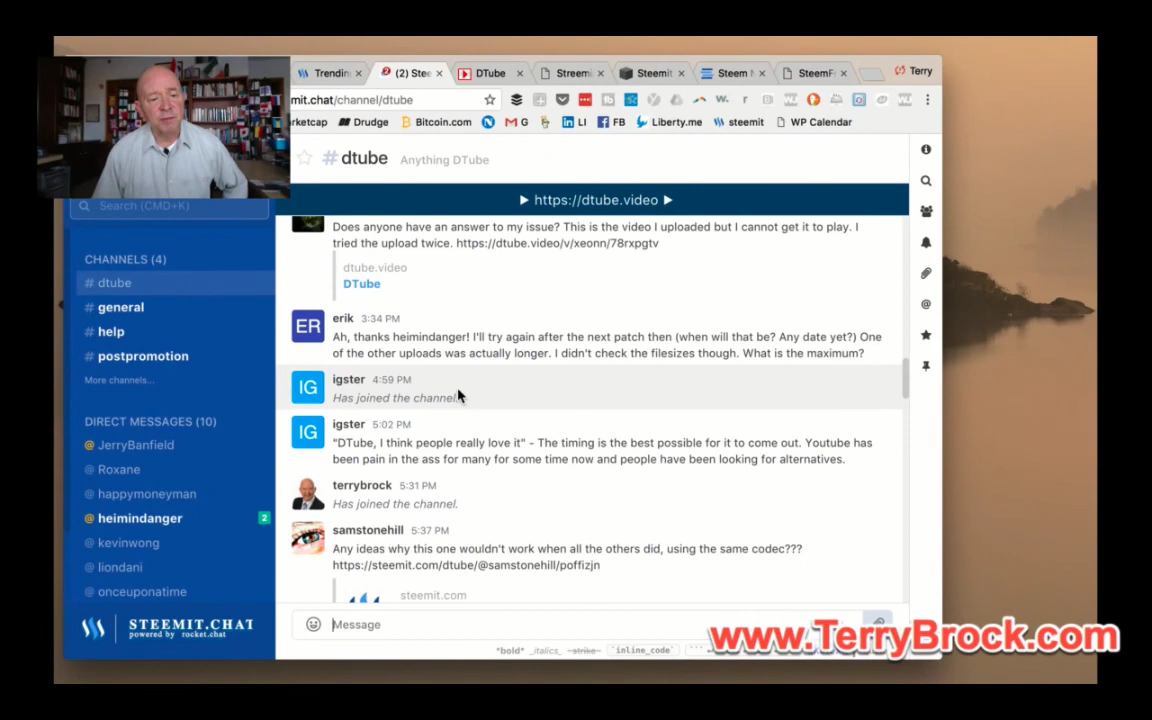 Trendin
(2) Stee
DTube
Streemi
Steemit
Steem N
SteemFe
Terry
mit.chat/channel/dtube
rketcap
Drudge
Bitcoin.com
G
LI
FB
Liberty.me
steemit
WP Calendar
# dtube Anything DTube
https://dtube.video
Search (CMD+K)
CHANNELS (4)
# dtube
# general
# help
# postpromotion
More channels...
DIRECT MESSAGES (10)
@ JerryBanfield
@ Roxane
@ happymoneyman
@ heimindanger 2
@ kevinwong
@ liondani
@ onceuponatime
STEEMIT.CHAT
powered by rocket.chat
Does anyone have an answer to my issue? This is the video I uploaded but I cannot get it to play. I
tried the upload twice. https://dtube.video/v/xeonn/78rxpgtv
dtube.video
DTube
ER
erik 3:34 PM
Ah, thanks heimindanger! I'll try again after the next patch then (when will that be? Any date yet?) One
of the other uploads was actually longer. I didn't check the filesizes though. What is the maximum?
IG
igster 4:59 PM
Has joined the channel.
IG
igster 5:02 PM
"DTube, I think people really love it" - The timing is the best possible for it to come out. Youtube has
been pain in the ass for many for some time now and people have been looking for alternatives.
terrybrock 5:31 PM
Has joined the channel.
samstonehill 5:37 PM
Any ideas why this one wouldn't work when all the others did, using the same codec???
https://steemit.com/dtube/@samstonehill/poffizjn
steemit.com
Message
*bold* _italics_ ~strike~ `inline_code`
www.TerryBrock.com